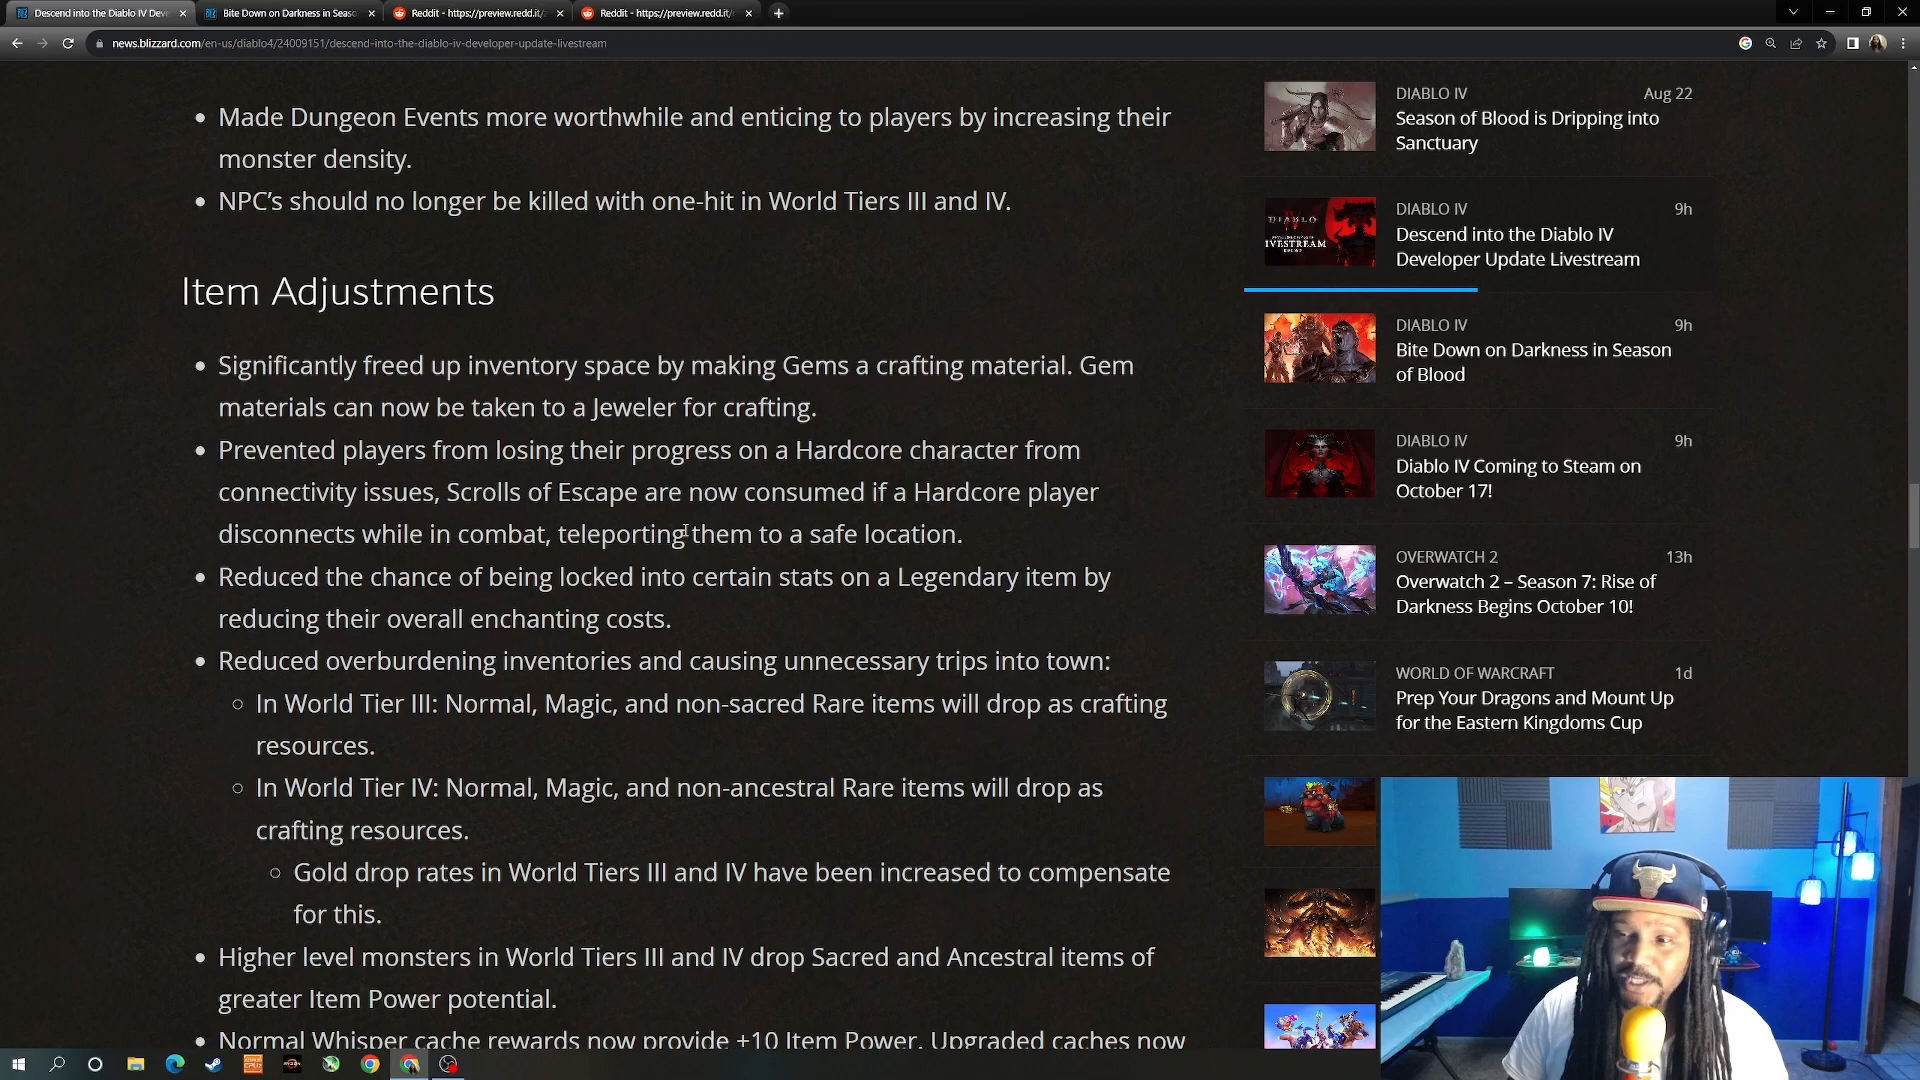 Descend into the Diablo IV Dev
Bite Down on Darkness in Seaso
Reddit - https://preview.redd.it/
Reddit - https://preview.redd.it/
news.blizzard.com/en-us/diablo4/24009151/descend-into-the-diablo-iv-developer-update-livestream
Made Dungeon Events more worthwhile and enticing to players by increasing their
monster density.
NPC’s should no longer be killed with one-hit in World Tiers III and IV.
Item Adjustments
Significantly freed up inventory space by making Gems a crafting material. Gem
materials can now be taken to a Jeweler for crafting.
Prevented players from losing their progress on a Hardcore character from
connectivity issues, Scrolls of Escape are now consumed if a Hardcore player
disconnects while in combat, teleporting them to a safe location.
Reduced the chance of being locked into certain stats on a Legendary item by
reducing their overall enchanting costs.
Reduced overburdening inventories and causing unnecessary trips into town:
In World Tier III: Normal, Magic, and non-sacred Rare items will drop as crafting
resources.
In World Tier IV: Normal, Magic, and non-ancestral Rare items will drop as
crafting resources.
Gold drop rates in World Tiers III and IV have been increased to compensate
for this.
Higher level monsters in World Tiers III and IV drop Sacred and Ancestral items of
greater Item Power potential.
Normal Whisper cache rewards now provide +10 Item Power. Upgraded caches now
DIABLO IV Aug 22
Season of Blood is Dripping into
Sanctuary
DIABLO IV 9h
Descend into the Diablo IV
Developer Update Livestream
DIABLO IV 9h
Bite Down on Darkness in Season
of Blood
DIABLO IV 9h
Diablo IV Coming to Steam on
October 17!
OVERWATCH 2 13h
Overwatch 2 – Season 7: Rise of
Darkness Begins October 10!
WORLD OF WARCRAFT 1d
Prep Your Dragons and Mount Up
for the Eastern Kingdoms Cup